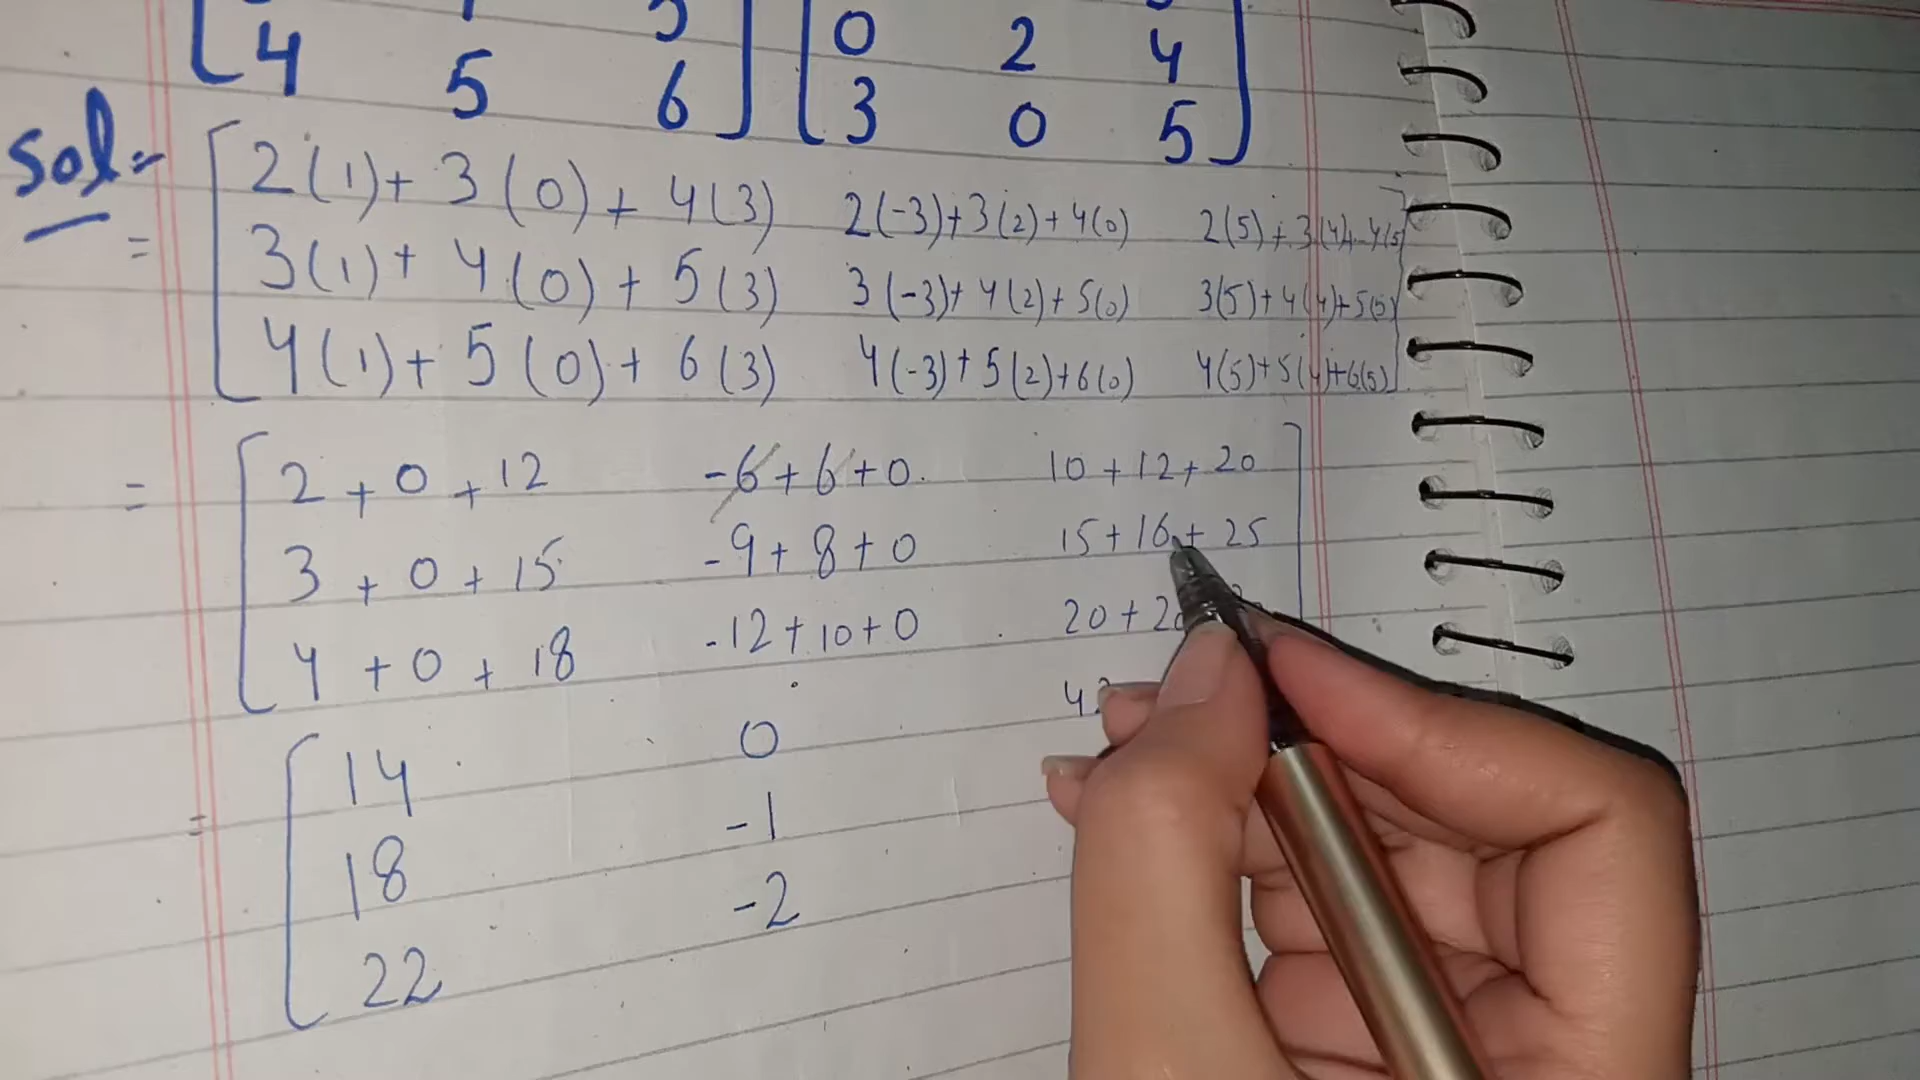 4 5 6 ] [ 0 2 4
3 0 5 ]
Sol:-
= [ 2(1)+3(0)+4(3) 2(-3)+3(2)+4(0) 2(5)+3(4)+4(5) ]
3(1)+4(0)+5(3) 3(-3)+4(2)+5(0) 3(5)+4(4)+5(5)
4(1)+5(0)+6(3) 4(-3)+5(2)+6(0) 4(5)+5(4)+6(5)
= [ 2+0+12 -6+6+0 10+12+20 ]
3+0+15 -9+8+0 15+16+25
4+0+18 -12+10+0 20+20
= [ 14 0 42
18 -1
22 -2